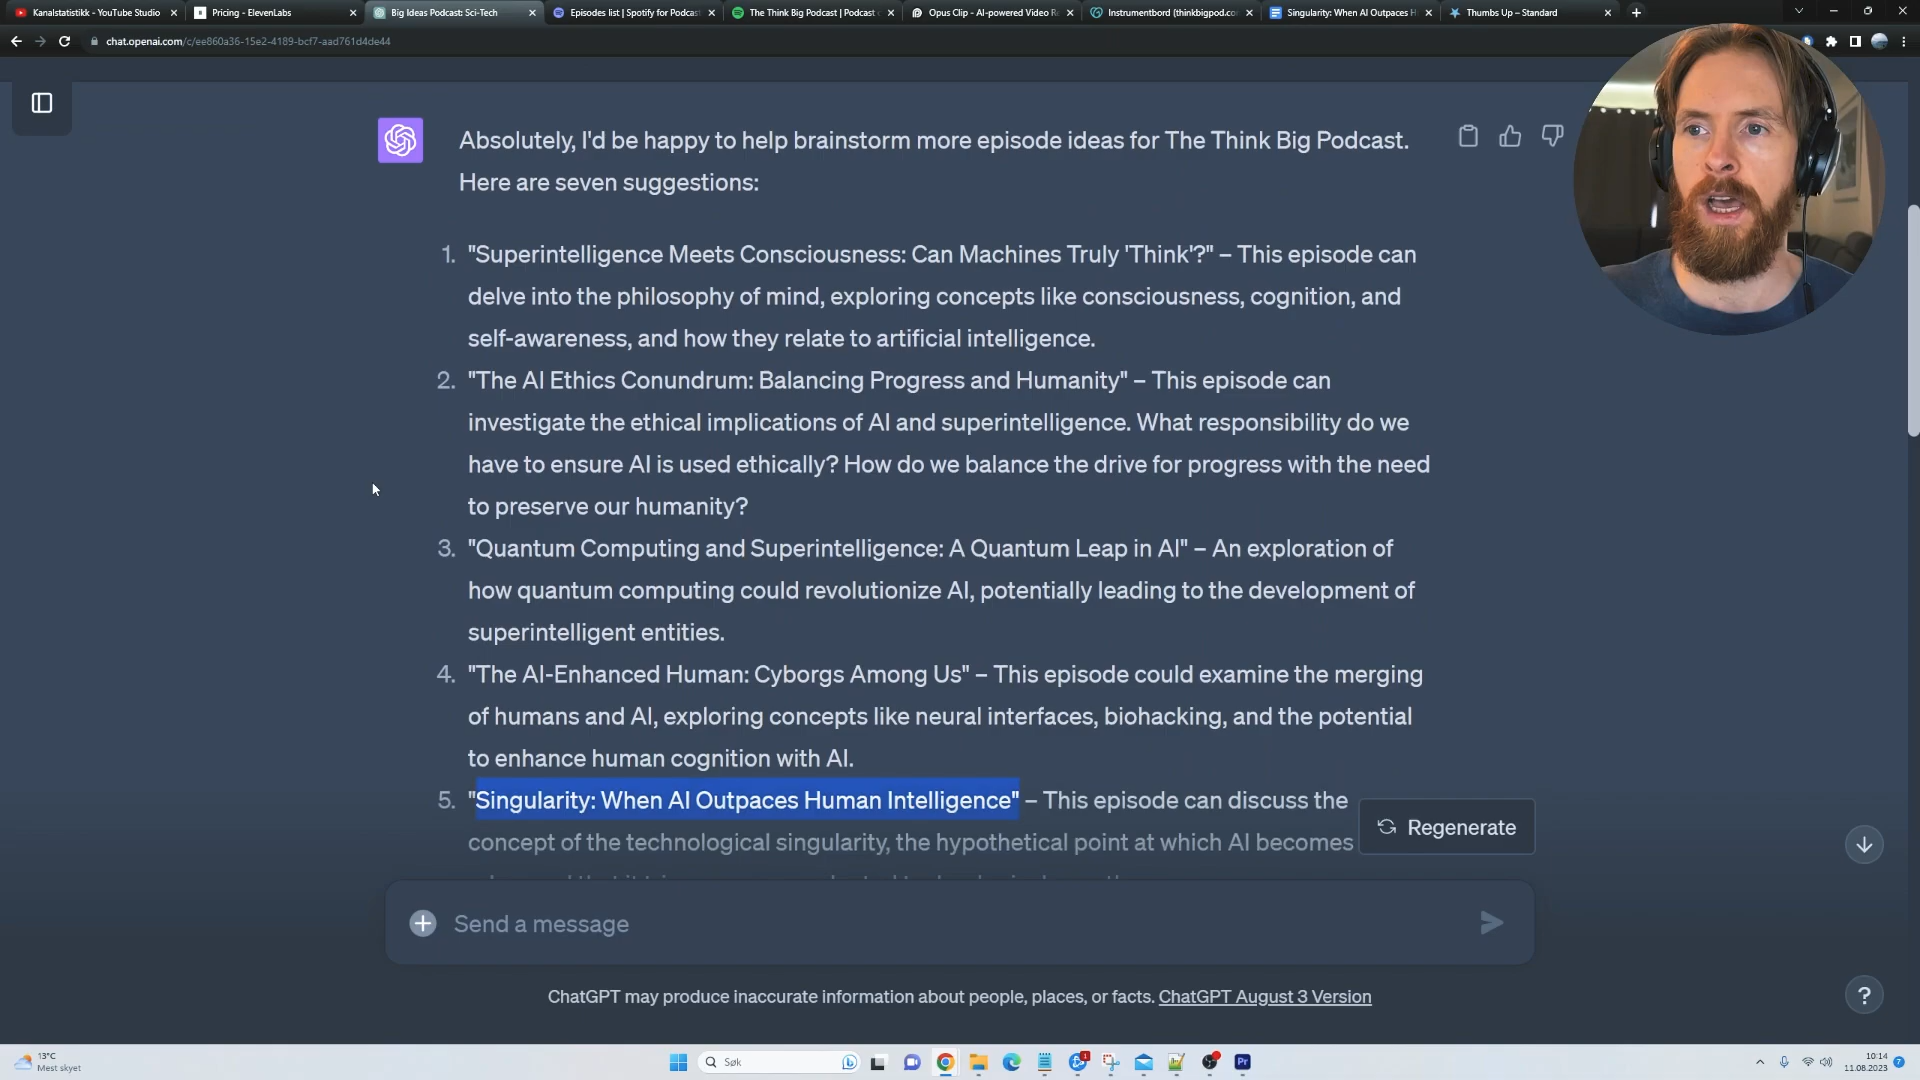 Kanalstatistikk - YouTube Studio
Pricing - ElevenLabs
Big Ideas Podcast: Sci-Tech
Episodes list | Spotify for Podcast
The Think Big Podcast | Podcast
Opus Clip - AI-powered Video R
Instrumentbord (thinkbigpod.co
Singularity: When AI Outpaces H
Thumbs Up – Standard
chat.openai.com/c/ee860a36-15e2-4189-bcf7-aad761d4de44
Absolutely, I'd be happy to help brainstorm more episode ideas for The Think Big Podcast.
Here are seven suggestions:
1. "Superintelligence Meets Consciousness: Can Machines Truly 'Think'?" – This episode can
delve into the philosophy of mind, exploring concepts like consciousness, cognition, and
self-awareness, and how they relate to artificial intelligence.
2. "The AI Ethics Conundrum: Balancing Progress and Humanity" – This episode can
investigate the ethical implications of AI and superintelligence. What responsibility do we
have to ensure AI is used ethically? How do we balance the drive for progress with the need
to preserve our humanity?
3. "Quantum Computing and Superintelligence: A Quantum Leap in AI" – An exploration of
how quantum computing could revolutionize AI, potentially leading to the development of
superintelligent entities.
4. "The AI-Enhanced Human: Cyborgs Among Us" – This episode could examine the merging
of humans and AI, exploring concepts like neural interfaces, biohacking, and the potential
to enhance human cognition with AI.
5. "Singularity: When AI Outpaces Human Intelligence" – This episode can discuss the
concept of the technological singularity, the hypothetical point at which AI becomes
Regenerate
Send a message
ChatGPT may produce inaccurate information about people, places, or facts. ChatGPT August 3 Version
?
13°C
Mest skyet
Søk
1
Pr
10:14
11.08.2023
7